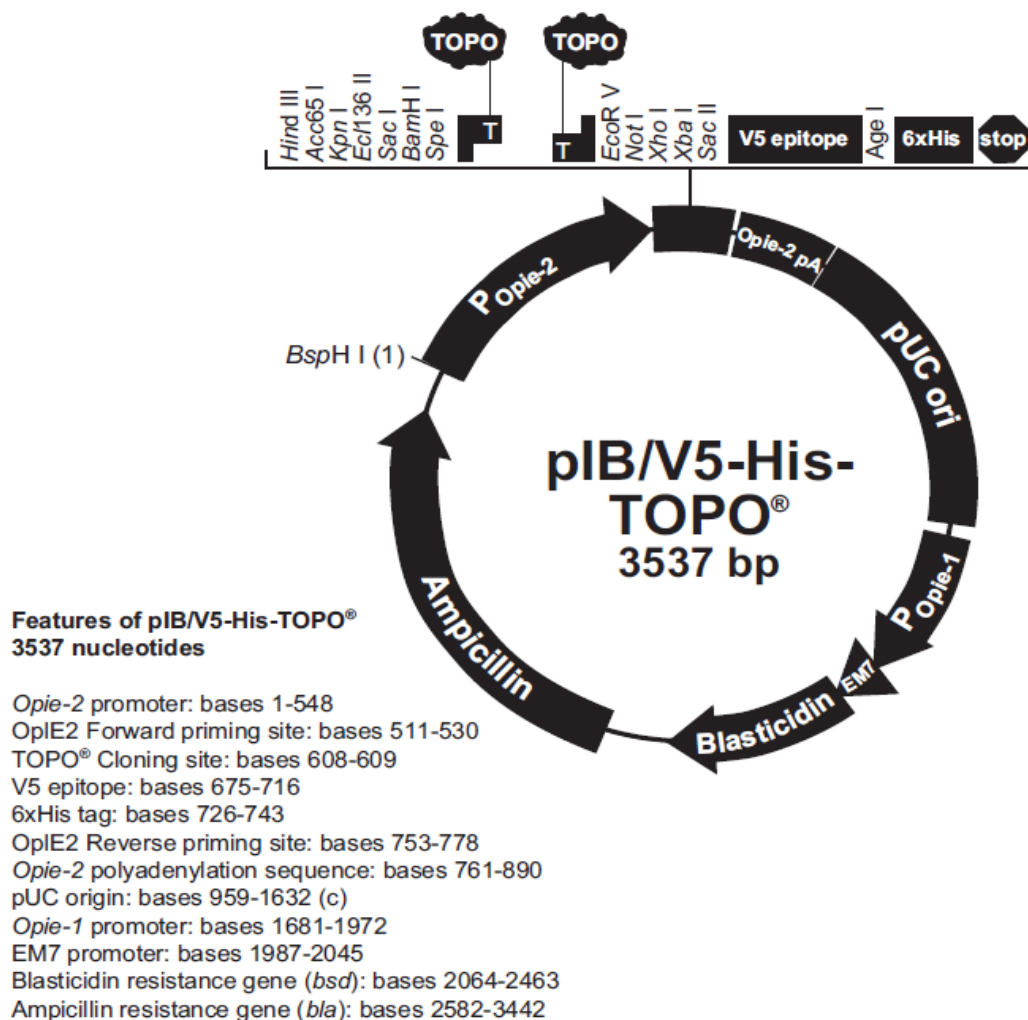 TOPO TOPO
Hind III
Acc65 I
Kpn I
Ecl136 II
Sac I
BamH I
Spe I
T
T
EcoR V
Not I
Xho I
Xba I
Sac II
V5 epitope
Age I
6xHis
stop
POpie-2
Opie-2 pA
pUC ori
BspH I (1)
pIB/V5-His-
TOPO®
3537 bp
POpie-1
EM7
Blasticidin
Ampicillin
Features of pIB/V5-His-TOPO®
3537 nucleotides
Opie-2 promoter: bases 1-548
OpIE2 Forward priming site: bases 511-530
TOPO® Cloning site: bases 608-609
V5 epitope: bases 675-716
6xHis tag: bases 726-743
OpIE2 Reverse priming site: bases 753-778
Opie-2 polyadenylation sequence: bases 761-890
pUC origin: bases 959-1632 (c)
Opie-1 promoter: bases 1681-1972
EM7 promoter: bases 1987-2045
Blasticidin resistance gene (bsd): bases 2064-2463
Ampicillin resistance gene (bla): bases 2582-3442